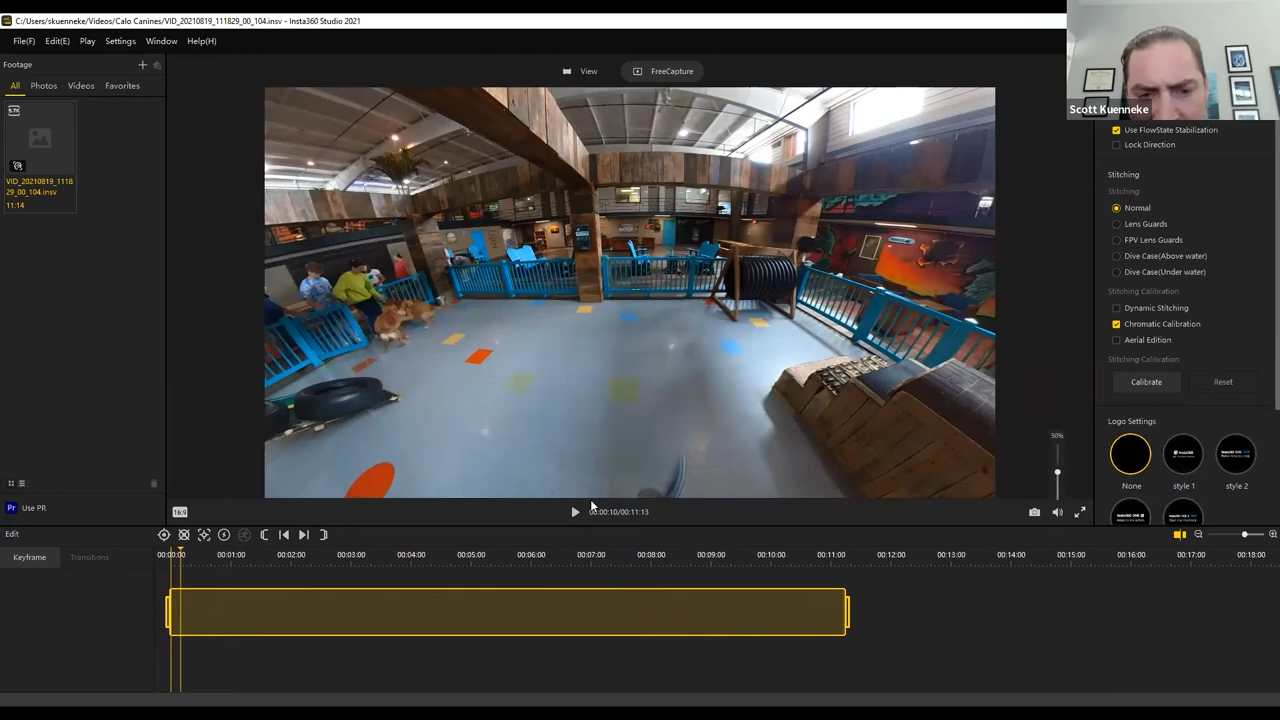 C:/Users/skuenneke/Videos/Calo Canines/VID_20210819_111829_00_104.insv - Insta360 Studio 2021
File(F) Edit(E) Play Settings Window Help(H)
Scott Kuenneke
Footage
All Photos Videos Favorites
View FreeCapture
5.7K
VID_20210819_1118
29_00_104.insv
11:14
Use FlowState Stabilization
Lock Direction
Stitching
Stitching
Normal
Lens Guards
FPV Lens Guards
Dive Case(Above water)
Dive Case(Under water)
Stitching Calibration
Dynamic Stitching
Chromatic Calibration
Aerial Edition
Stitching Calibration
Calibrate Reset
Logo Settings
None style 1 style 2
50%
Pr Use PR
16:9
00:00:10/00:11:13
Edit
Keyframe Transitions
00:00:00 00:01:00 00:02:00 00:03:00 00:04:00 00:05:00 00:06:00 00:07:00 00:08:00 00:09:00 00:10:00 00:11:00 00:12:00 00:13:00 00:14:00 00:15:00 00:16:00 00:17:00 00:18:00